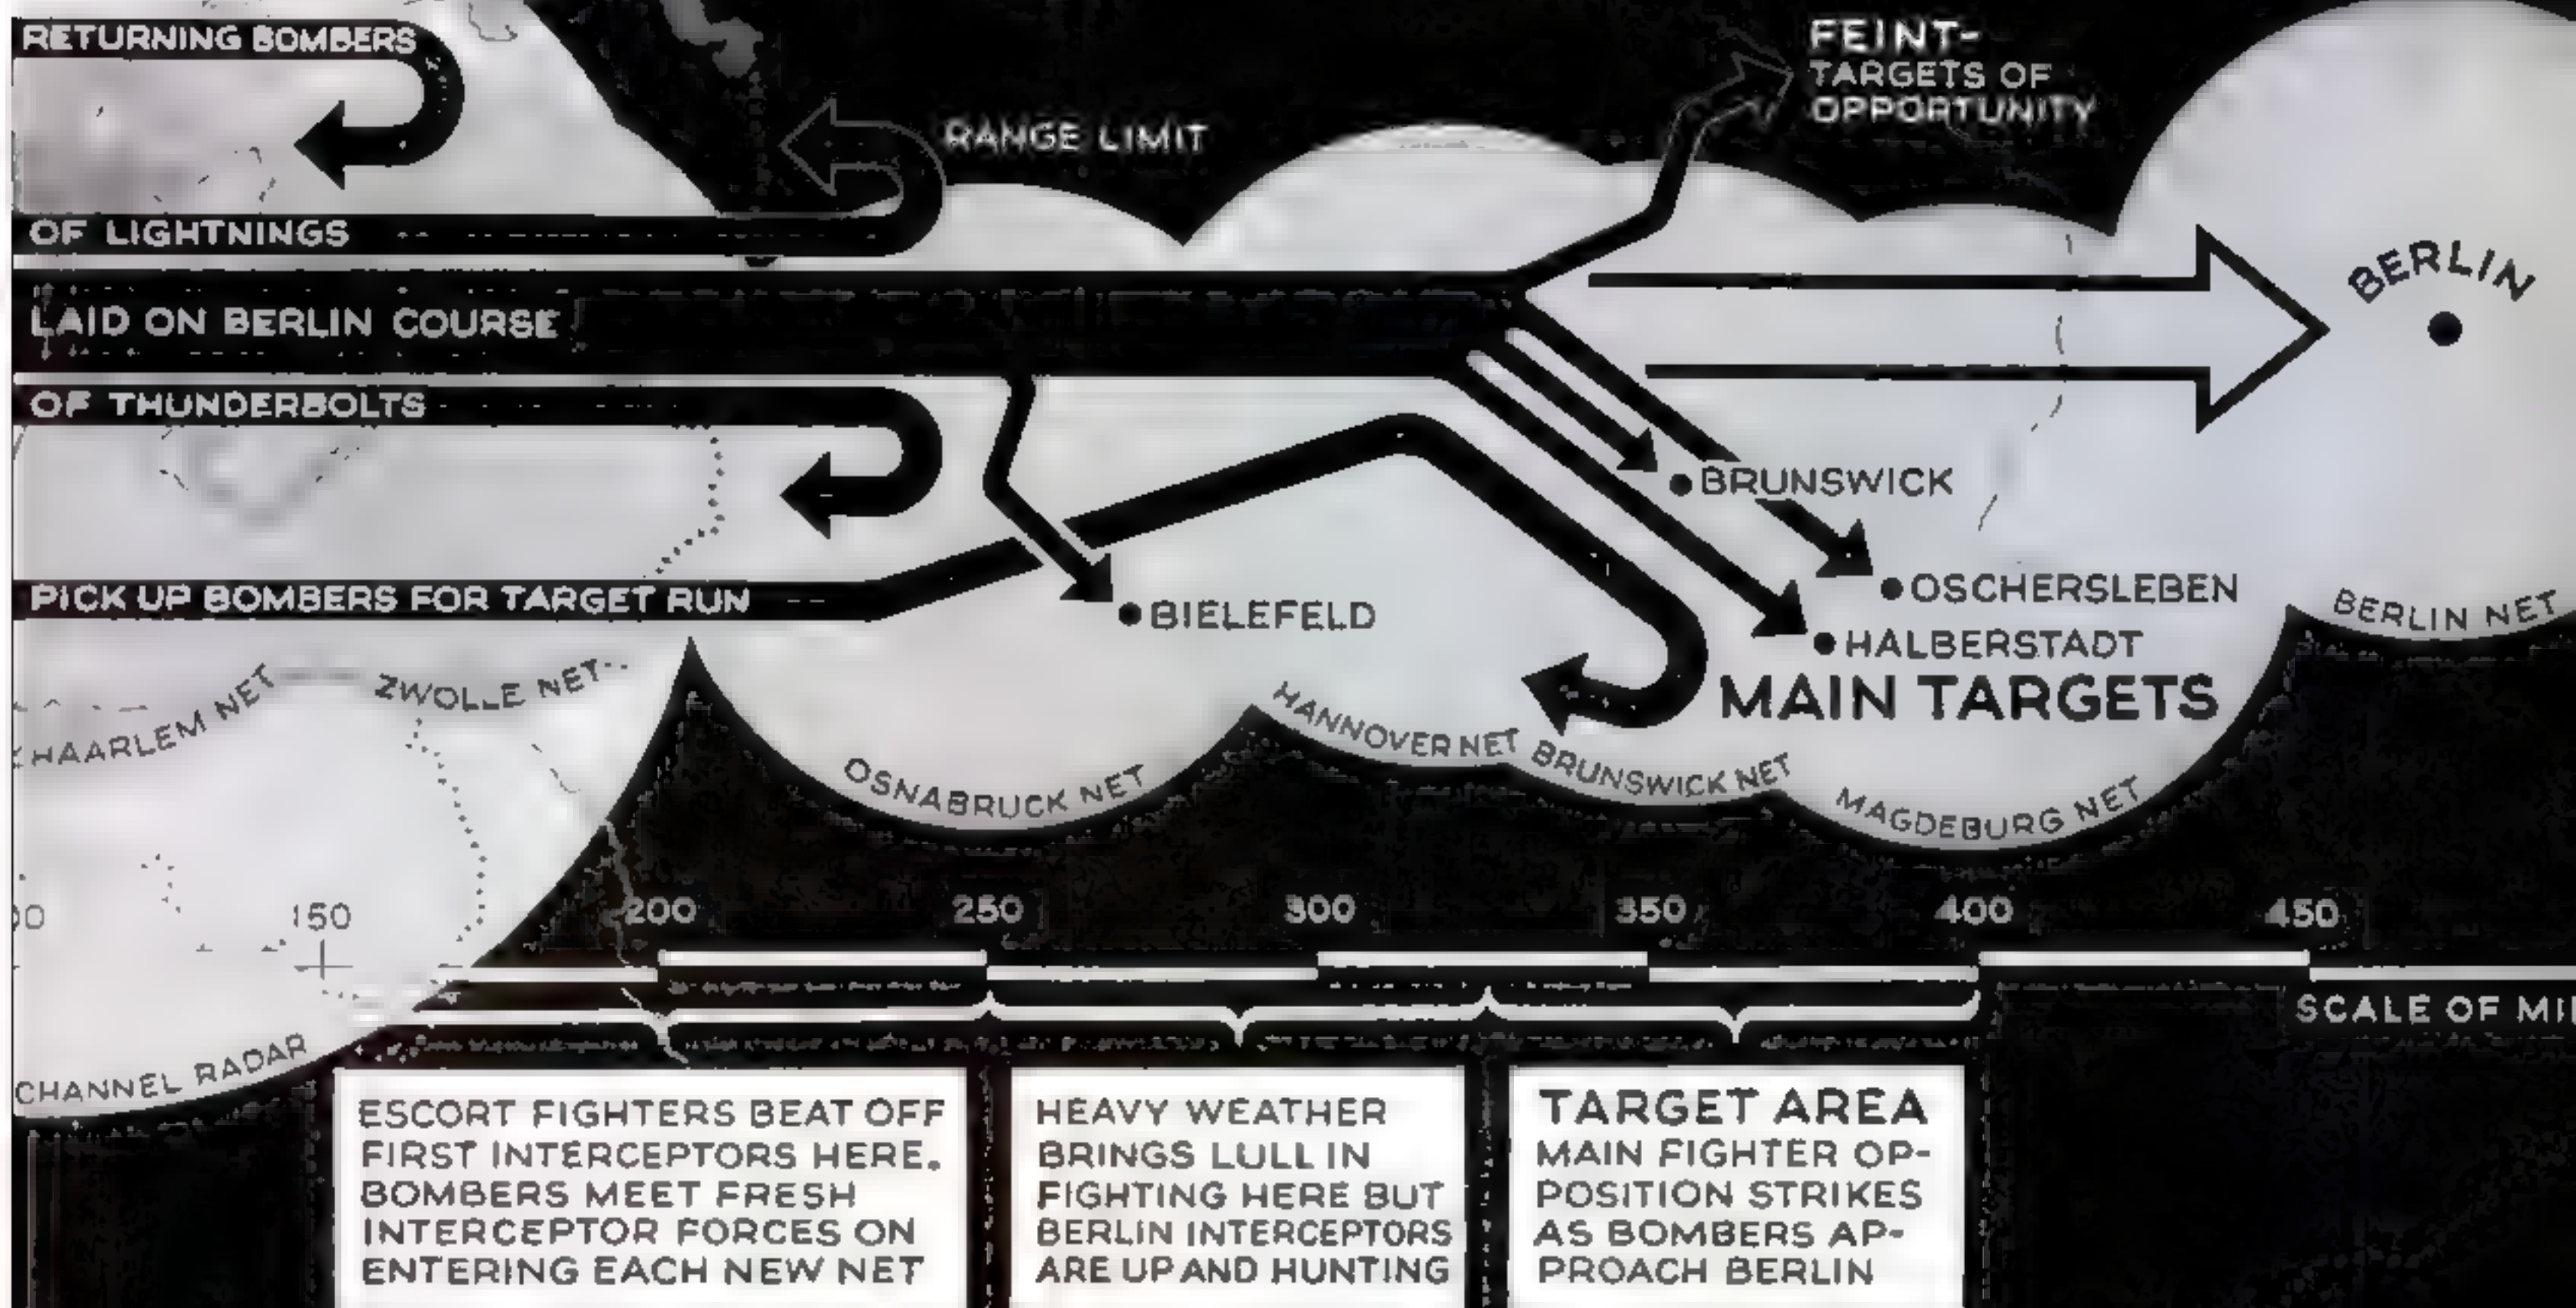 RETURNING BOMBERS
FEINT-
TARGETS OF
OPPORTUNITY
RANGE LIMIT
OF LIGHTNINGS
BERLIN
LAID ON BERLIN COURSE
OF THUNDERBOLTS
BRUNSWICK
PICK UP BOMBERS FOR TARGET RUN
OSCHERSLEBEN
BIELEFELD
BERLIN NET
HALBERSTADT
MAIN TARGETS
HAARLEM NET
ZWOLLE NET
HANNOVER NET
BRUNSWICK NET
OSNABRUCK NET
MAGDEBURG NET
150
200
250
300
350
400
450
SCALE OF MI
CHANNEL RADAR
ESCORT FIGHTERS BEAT OFF
FIRST INTERCEPTORS HERE.
BOMBERS MEET FRESH
INTERCEPTOR FORCES ON
ENTERING EACH NEW NET
HEAVY WEATHER
BRINGS LULL IN
FIGHTING HERE BUT
BERLIN INTERCEPTORS
ARE UP AND HUNTING
TARGET AREA
MAIN FIGHTER OP-
POSITION STRIKES
AS BOMBERS AP-
PROACH BERLIN